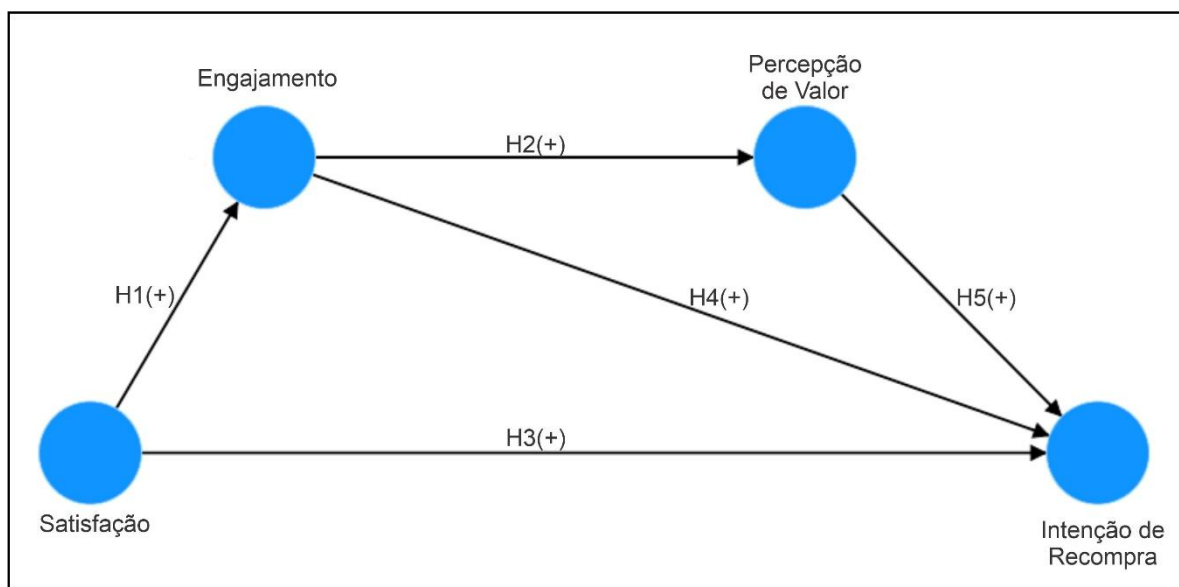 Engajamento
Percepção
de Valor
H2(+)
H1(+)
H4(+)
H5(+)
H3(+)
Satisfação
Intenção de
Recompra